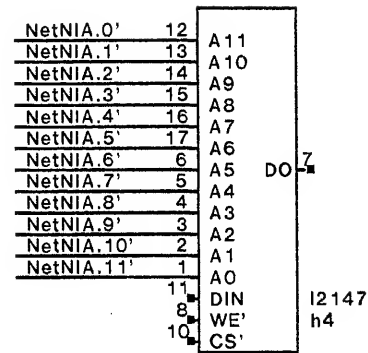 NetNIA.0' 12 A11
NetNIA.1' 13 A10
NetNIA.2' 14 A9
NetNIA.3' 15 A8
NetNIA.4' 16 A7
NetNIA.5' 17 A6
NetNIA.6' 6 A5 DO 7
NetNIA.7' 5 A4
NetNIA.8' 4 A3
NetNIA.9' 3 A2
NetNIA.10' 2 A1
NetNIA.11' 1 A0
11 DIN I2147
8 WE' h4
10 CS'